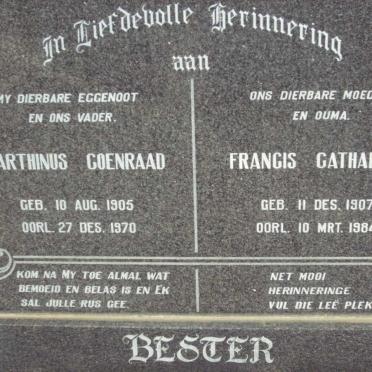 In Liefdevolle Herinnering
aan
MY DIERBARE EGGENOOT
EN ONS VADER.
ARTHINUS COENRAAD
GEB. 10 AUG. 1905
OORL. 27 DES. 1970
KOM NA MY TOE ALMAL WAT
BEMOEID EN BELAS IS EN EK
SAL JULLE RUS GEE.
ONS DIERBARE MOED
EN OUMA.
FRANCIS CATHA
GEB. 11 DES. 1907
OORL. 10 MRT. 1984
NET MOOI
HERINNERINGE
VUL DIE LEË PLEK
BESTER